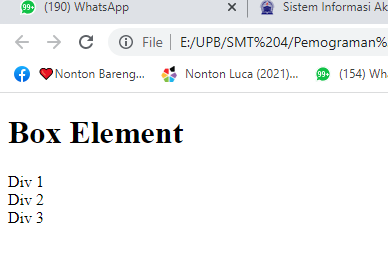 (190) WhatsApp Sistem Informasi Ak
File E:/UPB/SMT%204/Pemograman%
Nonton Bareng... Nonton Luca (2021)... (154) Wha
Box Element
Div 1
Div 2
Div 3